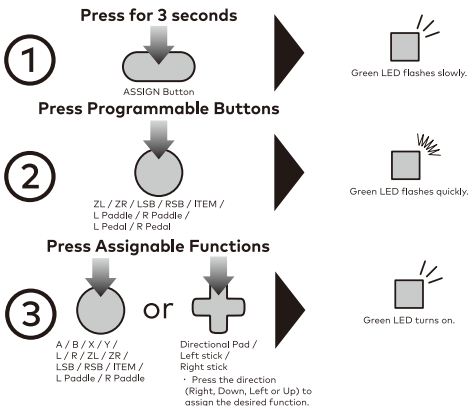 Press for 3 seconds
1
ASSIGN Button
Green LED flashes slowly.
Press Programmable Buttons
2
ZL / ZR / LSB / RSB / ITEM /
L Paddle / R Paddle /
L Pedal / R Pedal
Green LED flashes quickly.
Press Assignable Functions
3
or
A / B / X / Y /
L / R / ZL / ZR /
LSB / RSB / ITEM /
L Paddle / R Paddle
Directional Pad /
Left stick /
Right stick
・ Press the direction
(Right, Down, Left or Up) to
assign the desired function.
Green LED turns on.